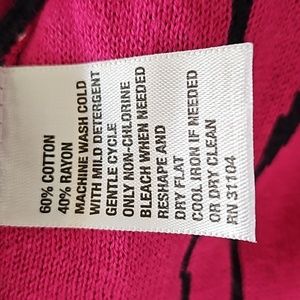 60% COTTON
40% RAYON
MACHINE WASH COLD
WITH MILD DETERGENT
GENTLE CYCLE
ONLY NON-CHLORINE
BLEACH WHEN NEEDED
RESHAPE AND
DRY FLAT
COOL IRON IF NEEDED
OR DRY CLEAN
RN 31104